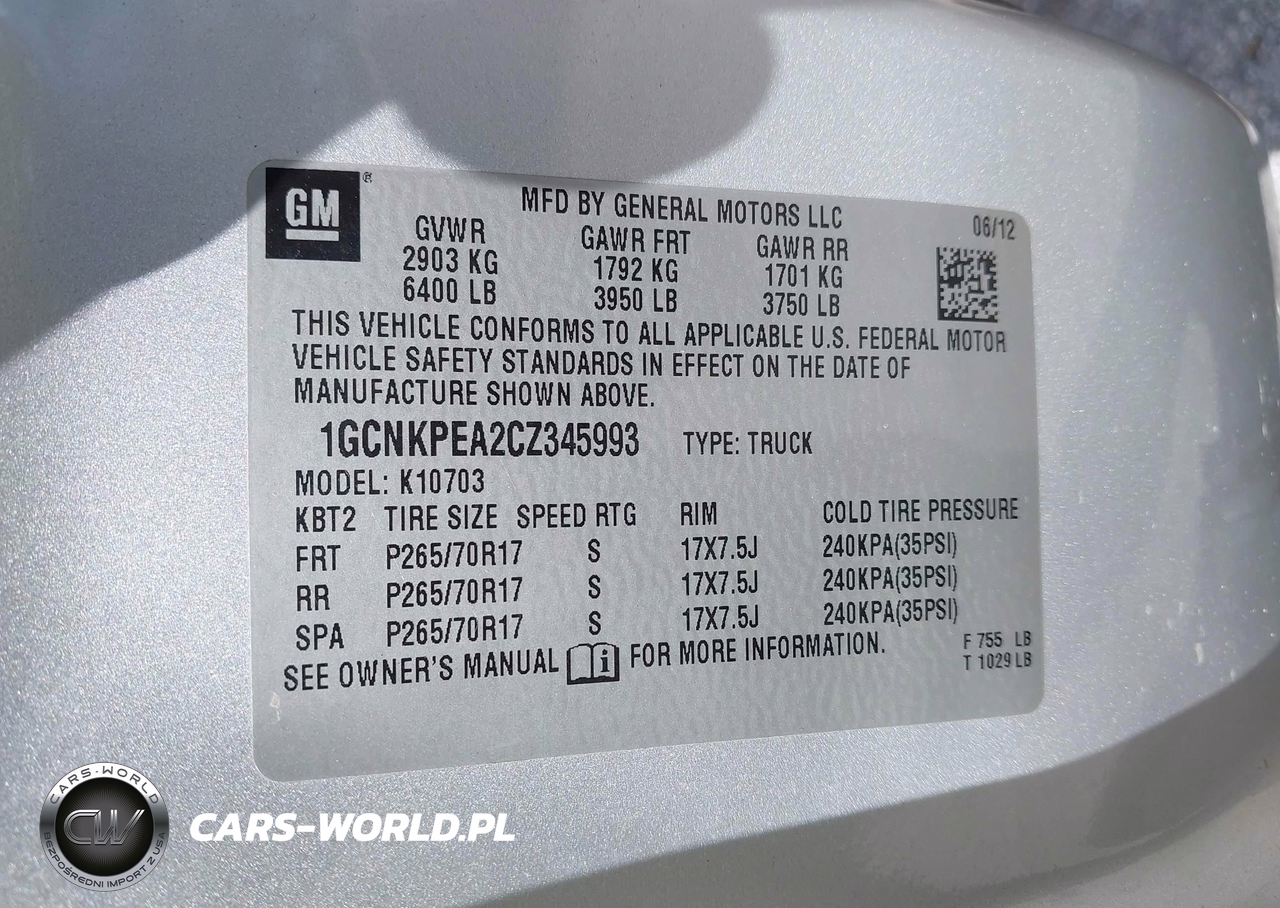 GM®
MFD BY GENERAL MOTORS LLC
06/12
GVWR GAWR FRT GAWR RR
2903 KG 1792 KG 1701 KG
6400 LB 3950 LB 3750 LB
THIS VEHICLE CONFORMS TO ALL APPLICABLE U.S. FEDERAL MOTOR
VEHICLE SAFETY STANDARDS IN EFFECT ON THE DATE OF
MANUFACTURE SHOWN ABOVE.
1GCNKPEA2CZ345993 TYPE: TRUCK
MODEL: K10703
KBT2 TIRE SIZE SPEED RTG RIM COLD TIRE PRESSURE
FRT P265/70R17 S 17X7.5J 240KPA(35PSI)
RR P265/70R17 S 17X7.5J 240KPA(35PSI)
SPA P265/70R17 S 17X7.5J 240KPA(35PSI)
SEE OWNER'S MANUAL i FOR MORE INFORMATION.
F 755 LB
T 1029 LB
CARS-WORLD
CW
BEZPOŚREDNI IMPORT Z USA
CARS-WORLD.PL